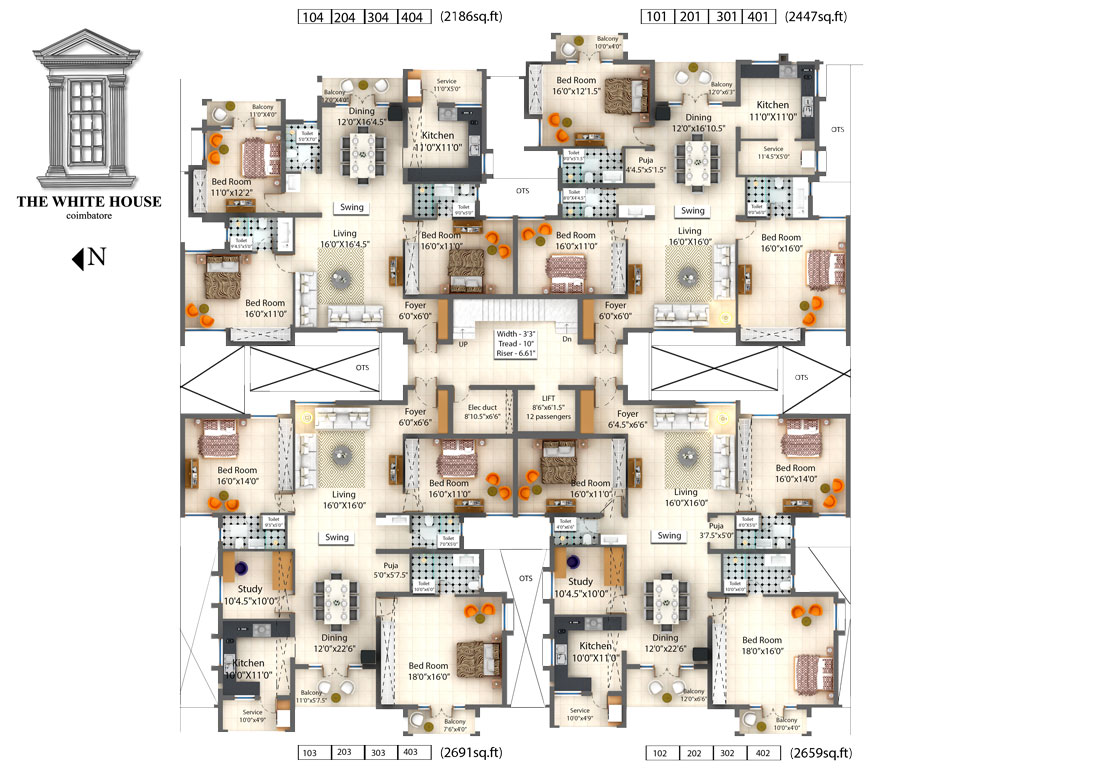 104 204 304 404 (2186sq.ft)
101 201 301 401 (2447sq.ft)
THE WHITE HOUSE
coimbatore
N
Balcony
11'0"x4'0"
Bed Room
11'0"x12'2"
Toilet
5'0"X7'0"
Balcony
Dining
12'0"X16'4.5"
Service
11'0"X5'0"
Kitchen
11'0"X11'0"
Toilet
Swing
Living
16'0"X16'4.5"
Toilet
Bed Room
16'0"x11'0"
Bed Room
16'0"x11'0"
Foyer
6'0"x6'0"
OTS
Balcony
10'0"x4'0"
Bed Room
16'0"x12'1.5"
Balcony
12'0"x6'3"
Dining
12'0"x16'10.5"
Kitchen
11'0"X11'0"
OTS
Service
11'4.5"X5'0"
Toilet
Puja
4'4.5"x5'1.5"
Toilet
Toilet
Swing
Living
16'0"X16'0"
Bed Room
16'0"x11'0"
Bed Room
16'0"x16'0"
Foyer
6'0"x6'0"
UP
Width - 3'3"
Tread - 10"
Riser - 6.61"
Dn
OTS
OTS
Elec duct
8'10.5"x6'6"
LIFT
8'6"x6'1.5"
12 passengers
Foyer
6'0"x6'6"
Foyer
6'4.5"x6'6"
Bed Room
16'0"x14'0"
Living
16'0"X16'0"
Bed Room
16'0"x11'0"
Toilet
Toilet
7'0"X5'0"
Swing
Puja
5'0"x5'7.5"
Study
10'4.5"x10'0"
Toilet
10'0"x6'0"
OTS
Dining
12'0"x22'6"
Kitchen
10'0"X11'0"
Bed Room
18'0"x16'0"
Balcony
11'0"x5'7.5"
Service
10'0"x4'9"
Balcony
7'6"x4'0"
Bed Room
16'0"x11'0"
Living
16'0"X16'0"
Bed Room
16'0"x14'0"
Toilet
Puja
3'7.5"x5'0"
Toilet
Swing
Study
10'4.5"x10'0"
Toilet
10'0"x6'0"
Dining
12'0"x22'6"
Kitchen
10'0"X11'0"
Bed Room
18'0"x16'0"
Balcony
12'0"x6'6"
Service
10'0"x4'9"
Balcony
10'0"x4'0"
103 203 303 403 (2691sq.ft)
102 202 302 402 (2659sq.ft)